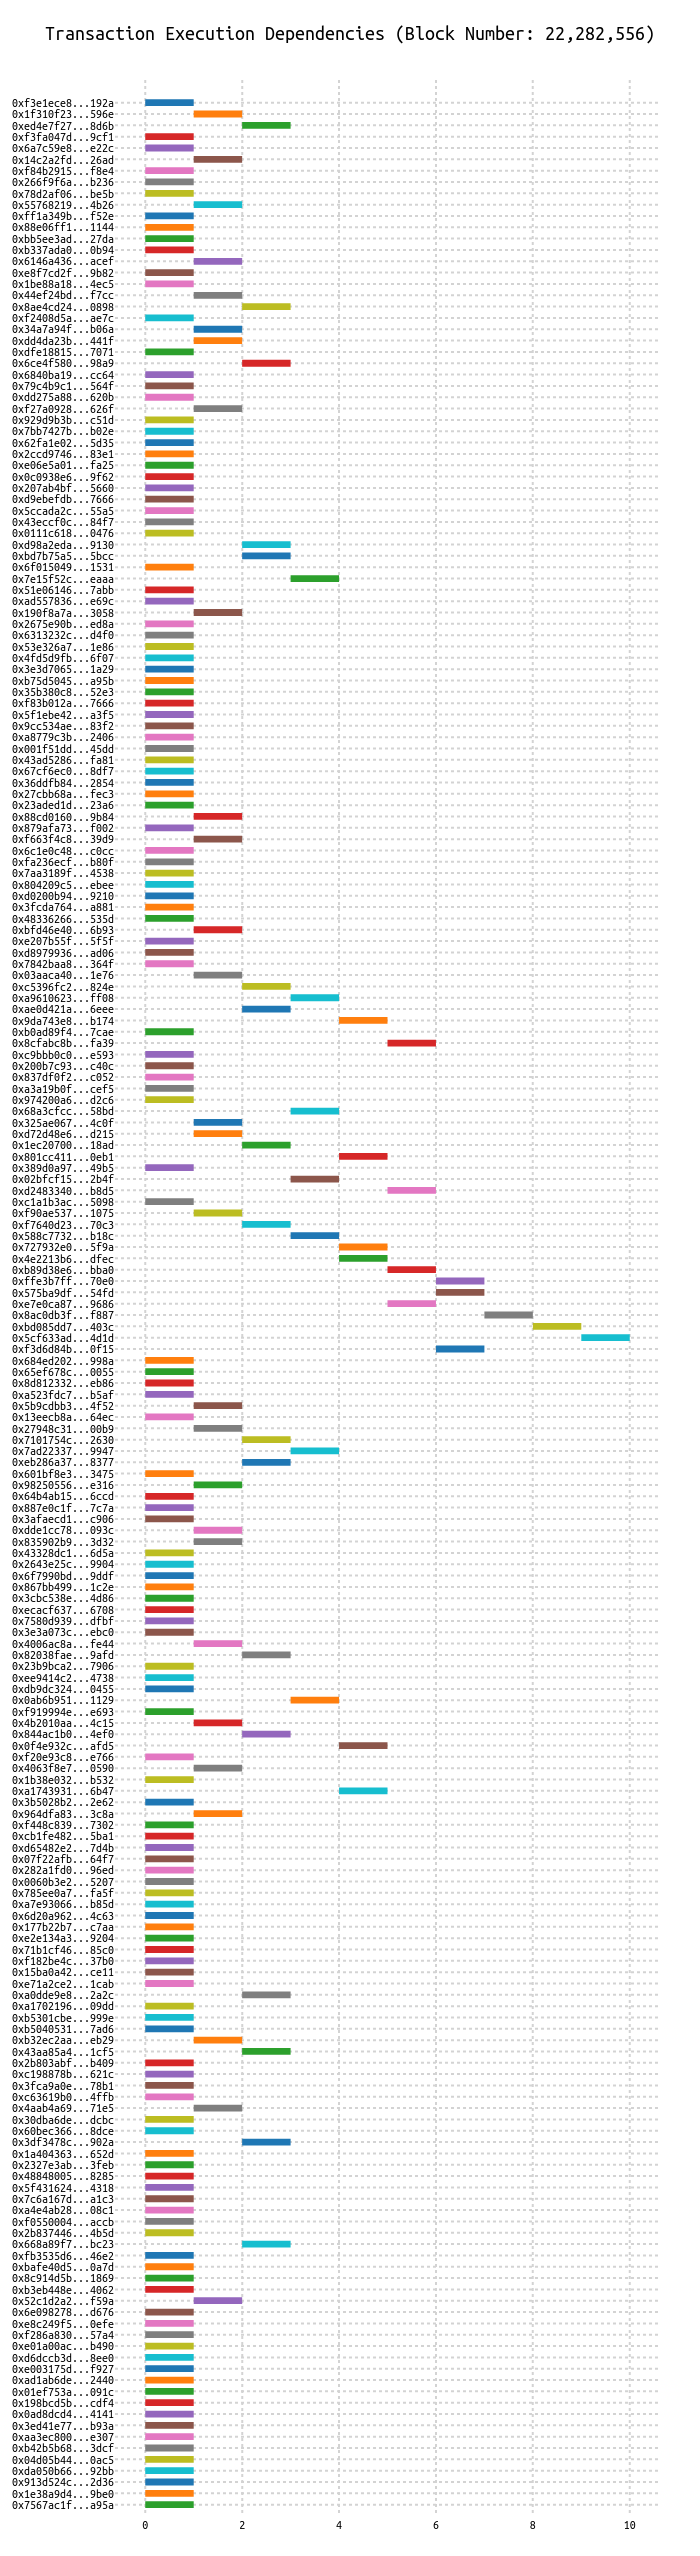 Transaction Execution Dependencies (Block Number: 22,282,556)
0xf3e1ece8...192a
0x1f310f23...596e
0xed4e7f27...8d6b
0xf3fa047d...9cf1
0x6a7c59e8...e22c
0x14c2a2fd...26ad
0xf84b2915...f8e4
0x266f9f6a...b236
0x78d2af06...be5b
0x55768219...4b26
0xff1a349b...f52e
0x88e06ff1...1144
0xbb5ee3ad...27da
0xb337ada0...0b94
0x6146a436...acef
0xe8f7cd2f...9b82
0x1be88a18...4ec5
0x44ef24bd...f7cc
0x8ae4cd24...0898
0xf2408d5a...ae7c
0x34a7a94f...b06a
0xdd4da23b...441f
0xdfe18815...7071
0x6ce4f580...98a9
0x6840ba19...cc64
0x79c4b9c1...564f
0xdd275a88...620b
0xf27a0928...626f
0x929d9b3b...c51d
0x7bb7427b...b02e
0x62fa1e02...5d35
0x2ccd9746...83e1
0xe06e5a01...fa25
0x0c0938e6...9f62
0x207ab4bf...5660
0xd9ebefdb...7666
0x5ccada2c...55a5
0x43eccf0c...84f7
0x0111c618...0476
0xd98a2eda...9130
0xbd7b75a5...5bcc
0x6f015049...1531
0x7e15f52c...eaaa
0x51e06146...7abb
0xad557836...e69c
0x190f8a7a...3058
0x2675e90b...ed8a
0x6313232c...d4f0
0x53e326a7...1e86
0x4fd5d9fb...6f07
0x3e3d7065...1a29
0xb75d5045...a95b
0x35b380c8...52e3
0xf83b012a...7666
0x5f1ebe42...a3f5
0x9cc534ae...83f2
0xa8779c3b...2406
0x001f51dd...45dd
0x43ad5286...fa81
0x67cf6ec0...8df7
0x36ddfb84...2854
0x27cbb68a...fec3
0x23aded1d...23a6
0x88cd0160...9b84
0x879afa73...f002
0xf663f4c8...39d9
0x6c1e0c48...c0cc
0xfa236ecf...b80f
0x7aa3189f...4538
0x804209c5...ebee
0xd0200b94...9210
0x3fcda764...a881
0x48336266...535d
0xbfd46e40...6b93
0xe207b55f...5f5f
0xd8979936...ad06
0x7842baa8...364f
0x03aaca40...1e76
0xc5396fc2...824e
0xa9610623...ff08
0xae0d421a...6eee
0x9da743e8...b174
0xb0ad89f4...7cae
0x8cfabc8b...fa39
0xc9bbb0c0...e593
0x200b7c93...c40c
0x837df0f2...c052
0xa3a19b0f...cef5
0x974200a6...d2c6
0x68a3cfcc...58bd
0x325ae067...4c0f
0xd72d48e6...d215
0x1ec20700...18ad
0x801cc411...0eb1
0x389d0a97...49b5
0x02bfcf15...2b4f
0xd2483340...b8d5
0xc1a1b3ac...5098
0xf90ae537...1075
0xf7640d23...70c3
0x588c7732...b18c
0x727932e0...5f9a
0x4e2213b6...dfec
0xb89d38e6...bba0
0xffe3b7ff...70e0
0x575ba9df...54fd
0xe7e0ca87...9686
0x8ac0db3f...f887
0xbd085dd7...403c
0x5cf633ad...4d1d
0xf3d6d84b...0f15
0x684ed202...998a
0x65ef678c...0055
0x8d812332...eb86
0xa523fdc7...b5af
0x5b9cdbb3...4f52
0x13eecb8a...64ec
0x27948c31...00b9
0x7101754c...2630
0x7ad22337...9947
0xeb286a37...8377
0x601bf8e3...3475
0x98250556...e316
0x64b4ab15...6ccd
0x887e0c1f...7c7a
0x3afaecd1...c906
0xdde1cc78...093c
0x835902b9...3d32
0x43328dc1...6d5a
0x2643e25c...9904
0x6f7990bd...9ddf
0x867bb499...1c2e
0x3cbc538e...4d86
0xecacf637...6708
0x7580d939...dfbf
0x3e3a073c...ebc0
0x4006ac8a...fe44
0x82038fae...9afd
0x23b9bca2...7906
0xee9414c2...4738
0xdb9dc324...0455
0x0ab6b951...1129
0xf919994e...e693
0x4b2010aa...4c15
0x844ac1b0...4ef0
0x0f4e932c...afd5
0xf20e93c8...e766
0x4063f8e7...0590
0x1b38e032...b532
0xa1743931...6b47
0x3b5028b2...2e62
0x964dfa83...3c8a
0xf448c839...7302
0xcb1fe482...5ba1
0xd65482e2...7d4b
0x07f22afb...64f7
0x282a1fd0...96ed
0x0060b3e2...5207
0x785ee0a7...fa5f
0xa7e93066...b85d
0x6d20a962...4c63
0x177b22b7...c7aa
0xe2e134a3...9204
0x71b1cf46...85c0
0xf182be4c...37b0
0x15ba0a42...ce11
0xe71a2ce2...1cab
0xa0dde9e8...2a2c
0xa1702196...09dd
0xb5301cbe...999e
0xb5040531...7ad6
0xb32ec2aa...eb29
0x43aa85a4...1cf5
0x2b803abf...b409
0xc198878b...621c
0x3fca9a0e...78b1
0xc63619b0...4ffb
0x4aab4a69...71e5
0x30dba6de...dcbc
0x60bec366...8dce
0x3df3478c...902a
0x1a404363...652d
0x2327e3ab...3feb
0x48848005...8285
0x5f431624...4318
0x7c6a167d...a1c3
0xa4e4ab28...08c1
0xf0550004...accb
0x2b837446...4b5d
0x668a89f7...bc23
0xfb3535d6...46e2
0xbafe40d5...0a7d
0x8c914d5b...1869
0xb3eb448e...4062
0x52c1d2a2...f59a
0x6e098278...d676
0xe8c249f5...0efe
0xf286a830...57a4
0xe01a00ac...b490
0xd6dccb3d...8ee0
0xe003175d...f927
0xad1ab6de...2440
0x01ef753a...091c
0x198bcd5b...cdf4
0x0ad8dcd4...4141
0x3ed41e77...b93a
0xaa3ec800...e307
0xb42b5b68...3dcf
0x04d05b44...0ac5
0xda050b66...92bb
0x913d524c...2d36
0x1e38a9d4...9be0
0x7567ac1f...a95a
0 2 4 6 8 10